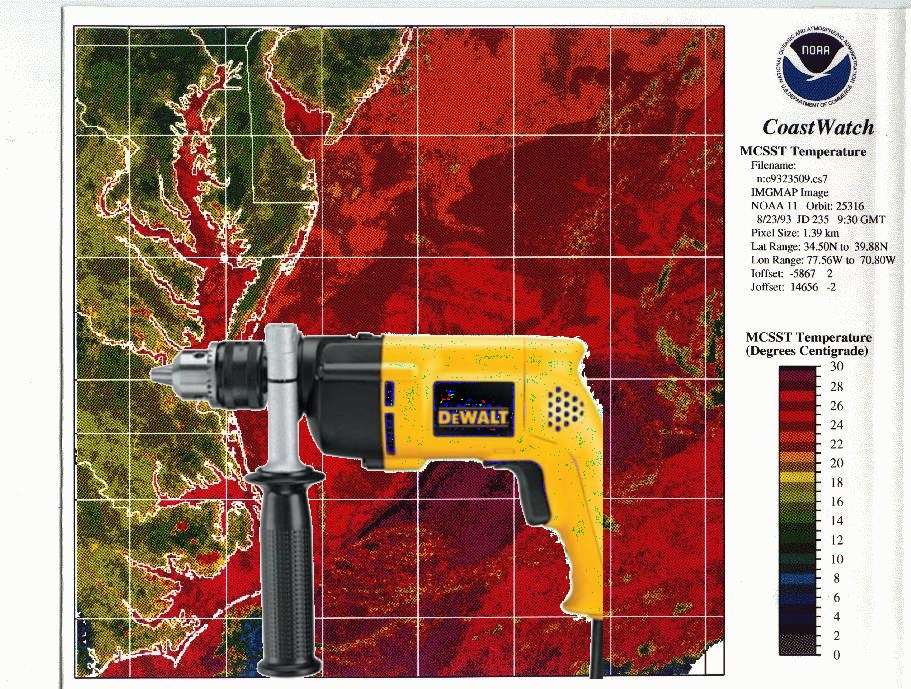 NATIONAL OCEANIC AND ATMOSPHERIC ADMINISTRATION
NOAA
U.S. DEPARTMENT OF COMMERCE
CoastWatch
MCSST Temperature
Filename:
n:c9323509.cs7
IMGMAP Image
NOAA 11 Orbit: 25316
8/23/93 JD 235 9:30 GMT
Pixel Size: 1.39 km
Lat Range: 34.50N to 39.88N
Lon Range: 77.56W to 70.80W
Ioffset: -5867 2
Joffset: 14656 -2
MCSST Temperature
(Degrees Centigrade)
30
28
26
24
22
20
18
16
14
12
10
8
6
4
2
0
DEWALT